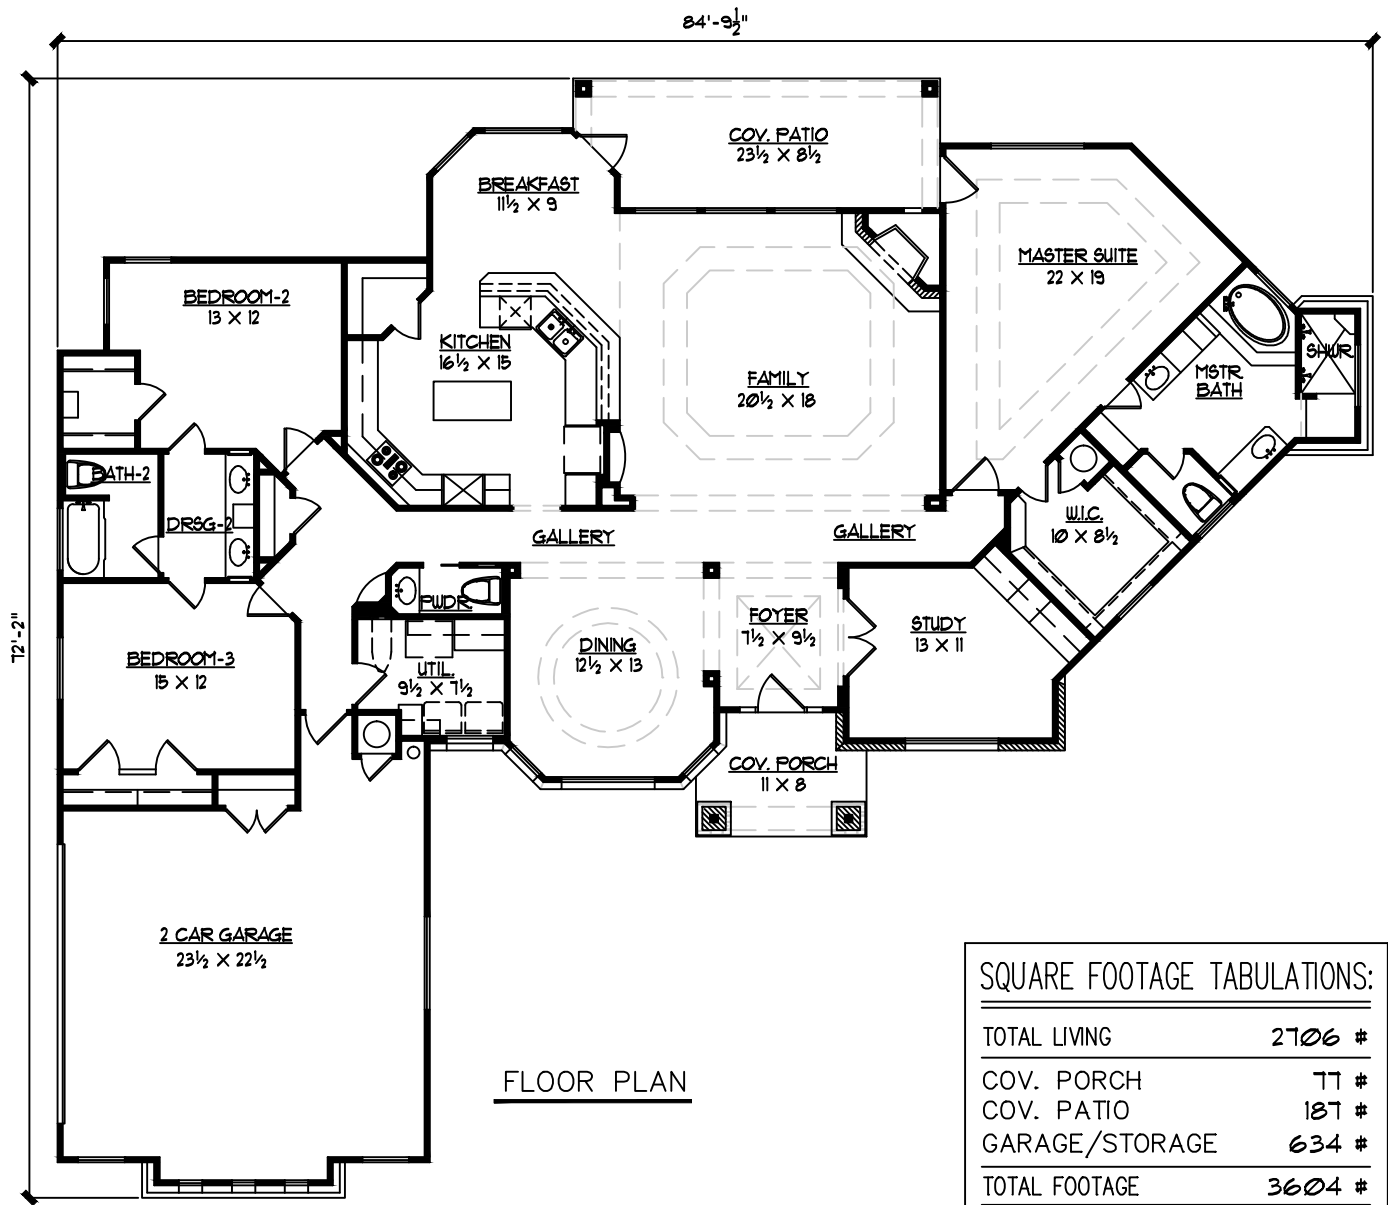 84'-9½"
72'-2"
COV. PATIO
23½ X 8½
BREAKFAST
11½ X 9
MASTER SUITE
22 X 19
BEDROOM-2
13 X 12
KITCHEN
16½ X 15
SHWR
MSTR
BATH
FAMILY
20½ X 18
BATH-2
DRSG-2
GALLERY
GALLERY
W.I.C.
10 X 8½
PWDR.
FOYER
7½ X 9½
STUDY
13 X 11
DINING
12½ X 13
BEDROOM-3
15 X 12
UTIL.
9½ X 7½
COV. PORCH
11 X 8
2 CAR GARAGE
23½ X 22½
FLOOR PLAN
SQUARE FOOTAGE TABULATIONS:
TOTAL LIVING 2706 #
COV. PORCH 77 #
COV. PATIO 187 #
GARAGE/STORAGE 634 #
TOTAL FOOTAGE 3604 #